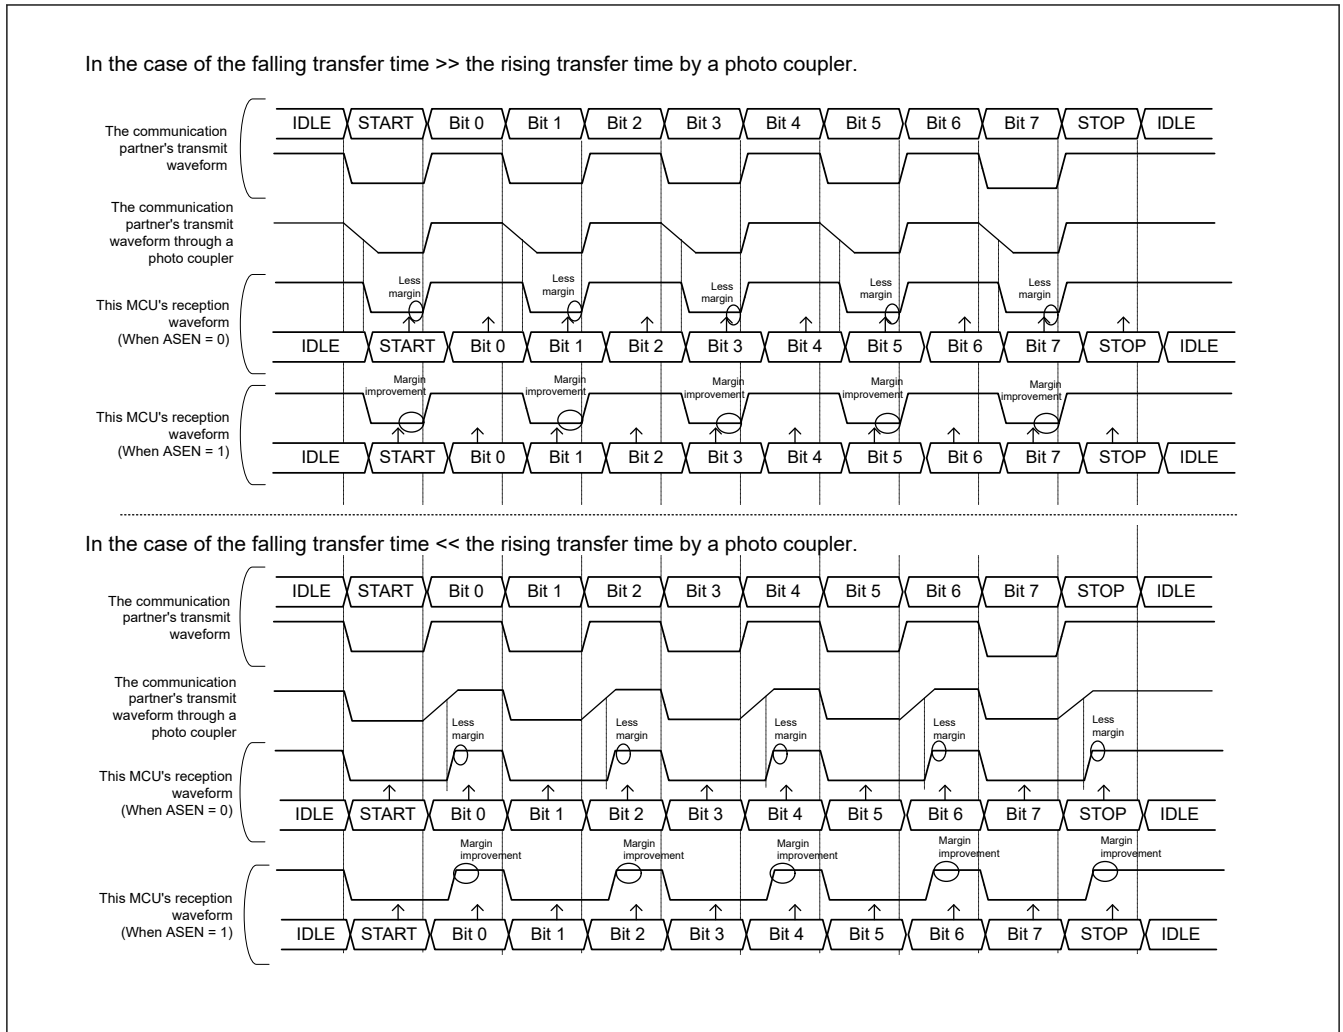 In the case of the falling transfer time >> the rising transfer time by a photo coupler.
The communication
partner's transmit
waveform
IDLE START Bit 0 Bit 1 Bit 2 Bit 3 Bit 4 Bit 5 Bit 6 Bit 7 STOP IDLE
The communication
partner's transmit
waveform through a
photo coupler
This MCU's reception
waveform
(When ASEN = 0)
Less
margin
Less
margin
Less
margin
Less
margin
Less
margin
IDLE START Bit 0 Bit 1 Bit 2 Bit 3 Bit 4 Bit 5 Bit 6 Bit 7 STOP IDLE
This MCU's reception
waveform
(When ASEN = 1)
Margin
improvement
Margin
improvement
Margin
improvement
Margin
improvement
Margin
improvement
IDLE START Bit 0 Bit 1 Bit 2 Bit 3 Bit 4 Bit 5 Bit 6 Bit 7 STOP IDLE
In the case of the falling transfer time << the rising transfer time by a photo coupler.
The communication
partner's transmit
waveform
IDLE START Bit 0 Bit 1 Bit 2 Bit 3 Bit 4 Bit 5 Bit 6 Bit 7 STOP IDLE
The communication
partner's transmit
waveform through a
photo coupler
Less
margin
Less
margin
Less
margin
Less
margin
Less
margin
This MCU's reception
waveform
(When ASEN = 0)
IDLE START Bit 0 Bit 1 Bit 2 Bit 3 Bit 4 Bit 5 Bit 6 Bit 7 STOP IDLE
Margin
improvement
Margin
improvement
Margin
improvement
Margin
improvement
Margin
improvement
This MCU's reception
waveform
(When ASEN = 1)
IDLE START Bit 0 Bit 1 Bit 2 Bit 3 Bit 4 Bit 5 Bit 6 Bit 7 STOP IDLE